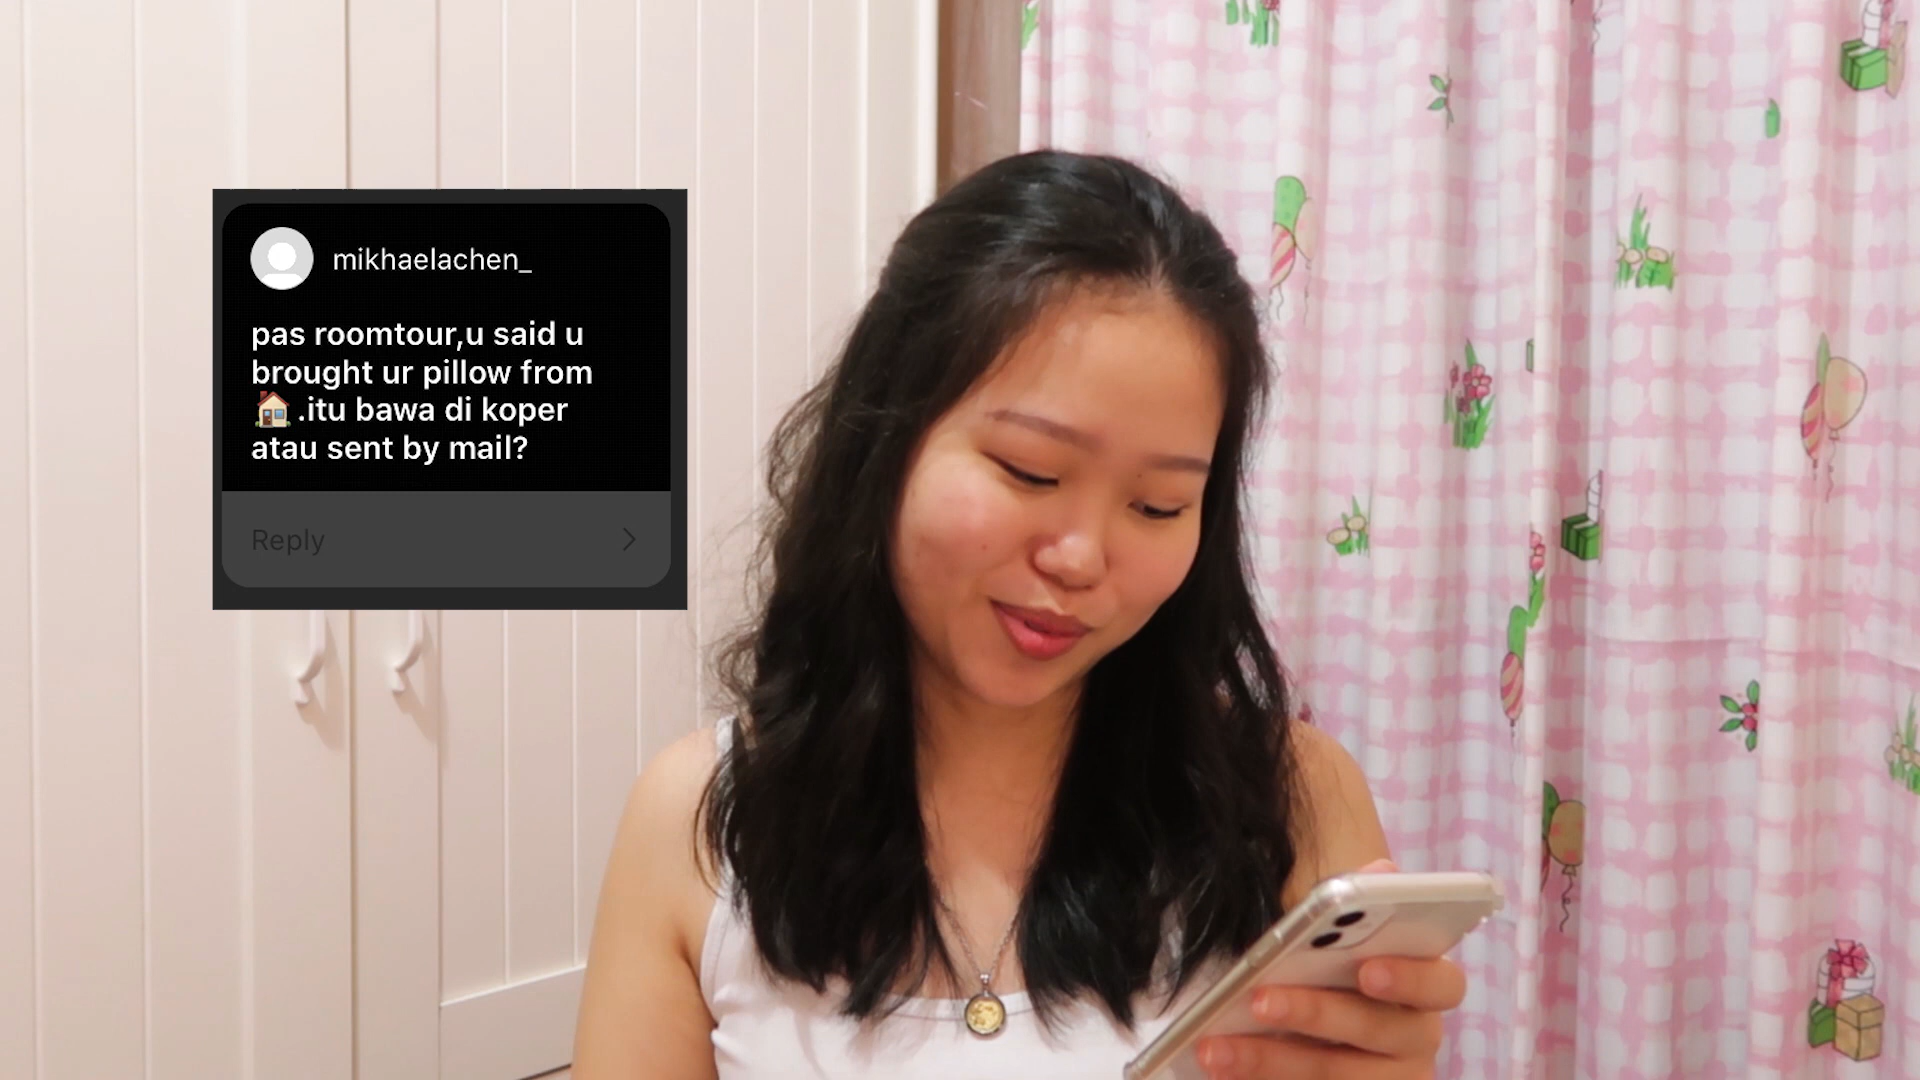 mikhaelachen_
pas roomtour,u said u
brought ur pillow from
🏠.itu bawa di koper
atau sent by mail?
Reply